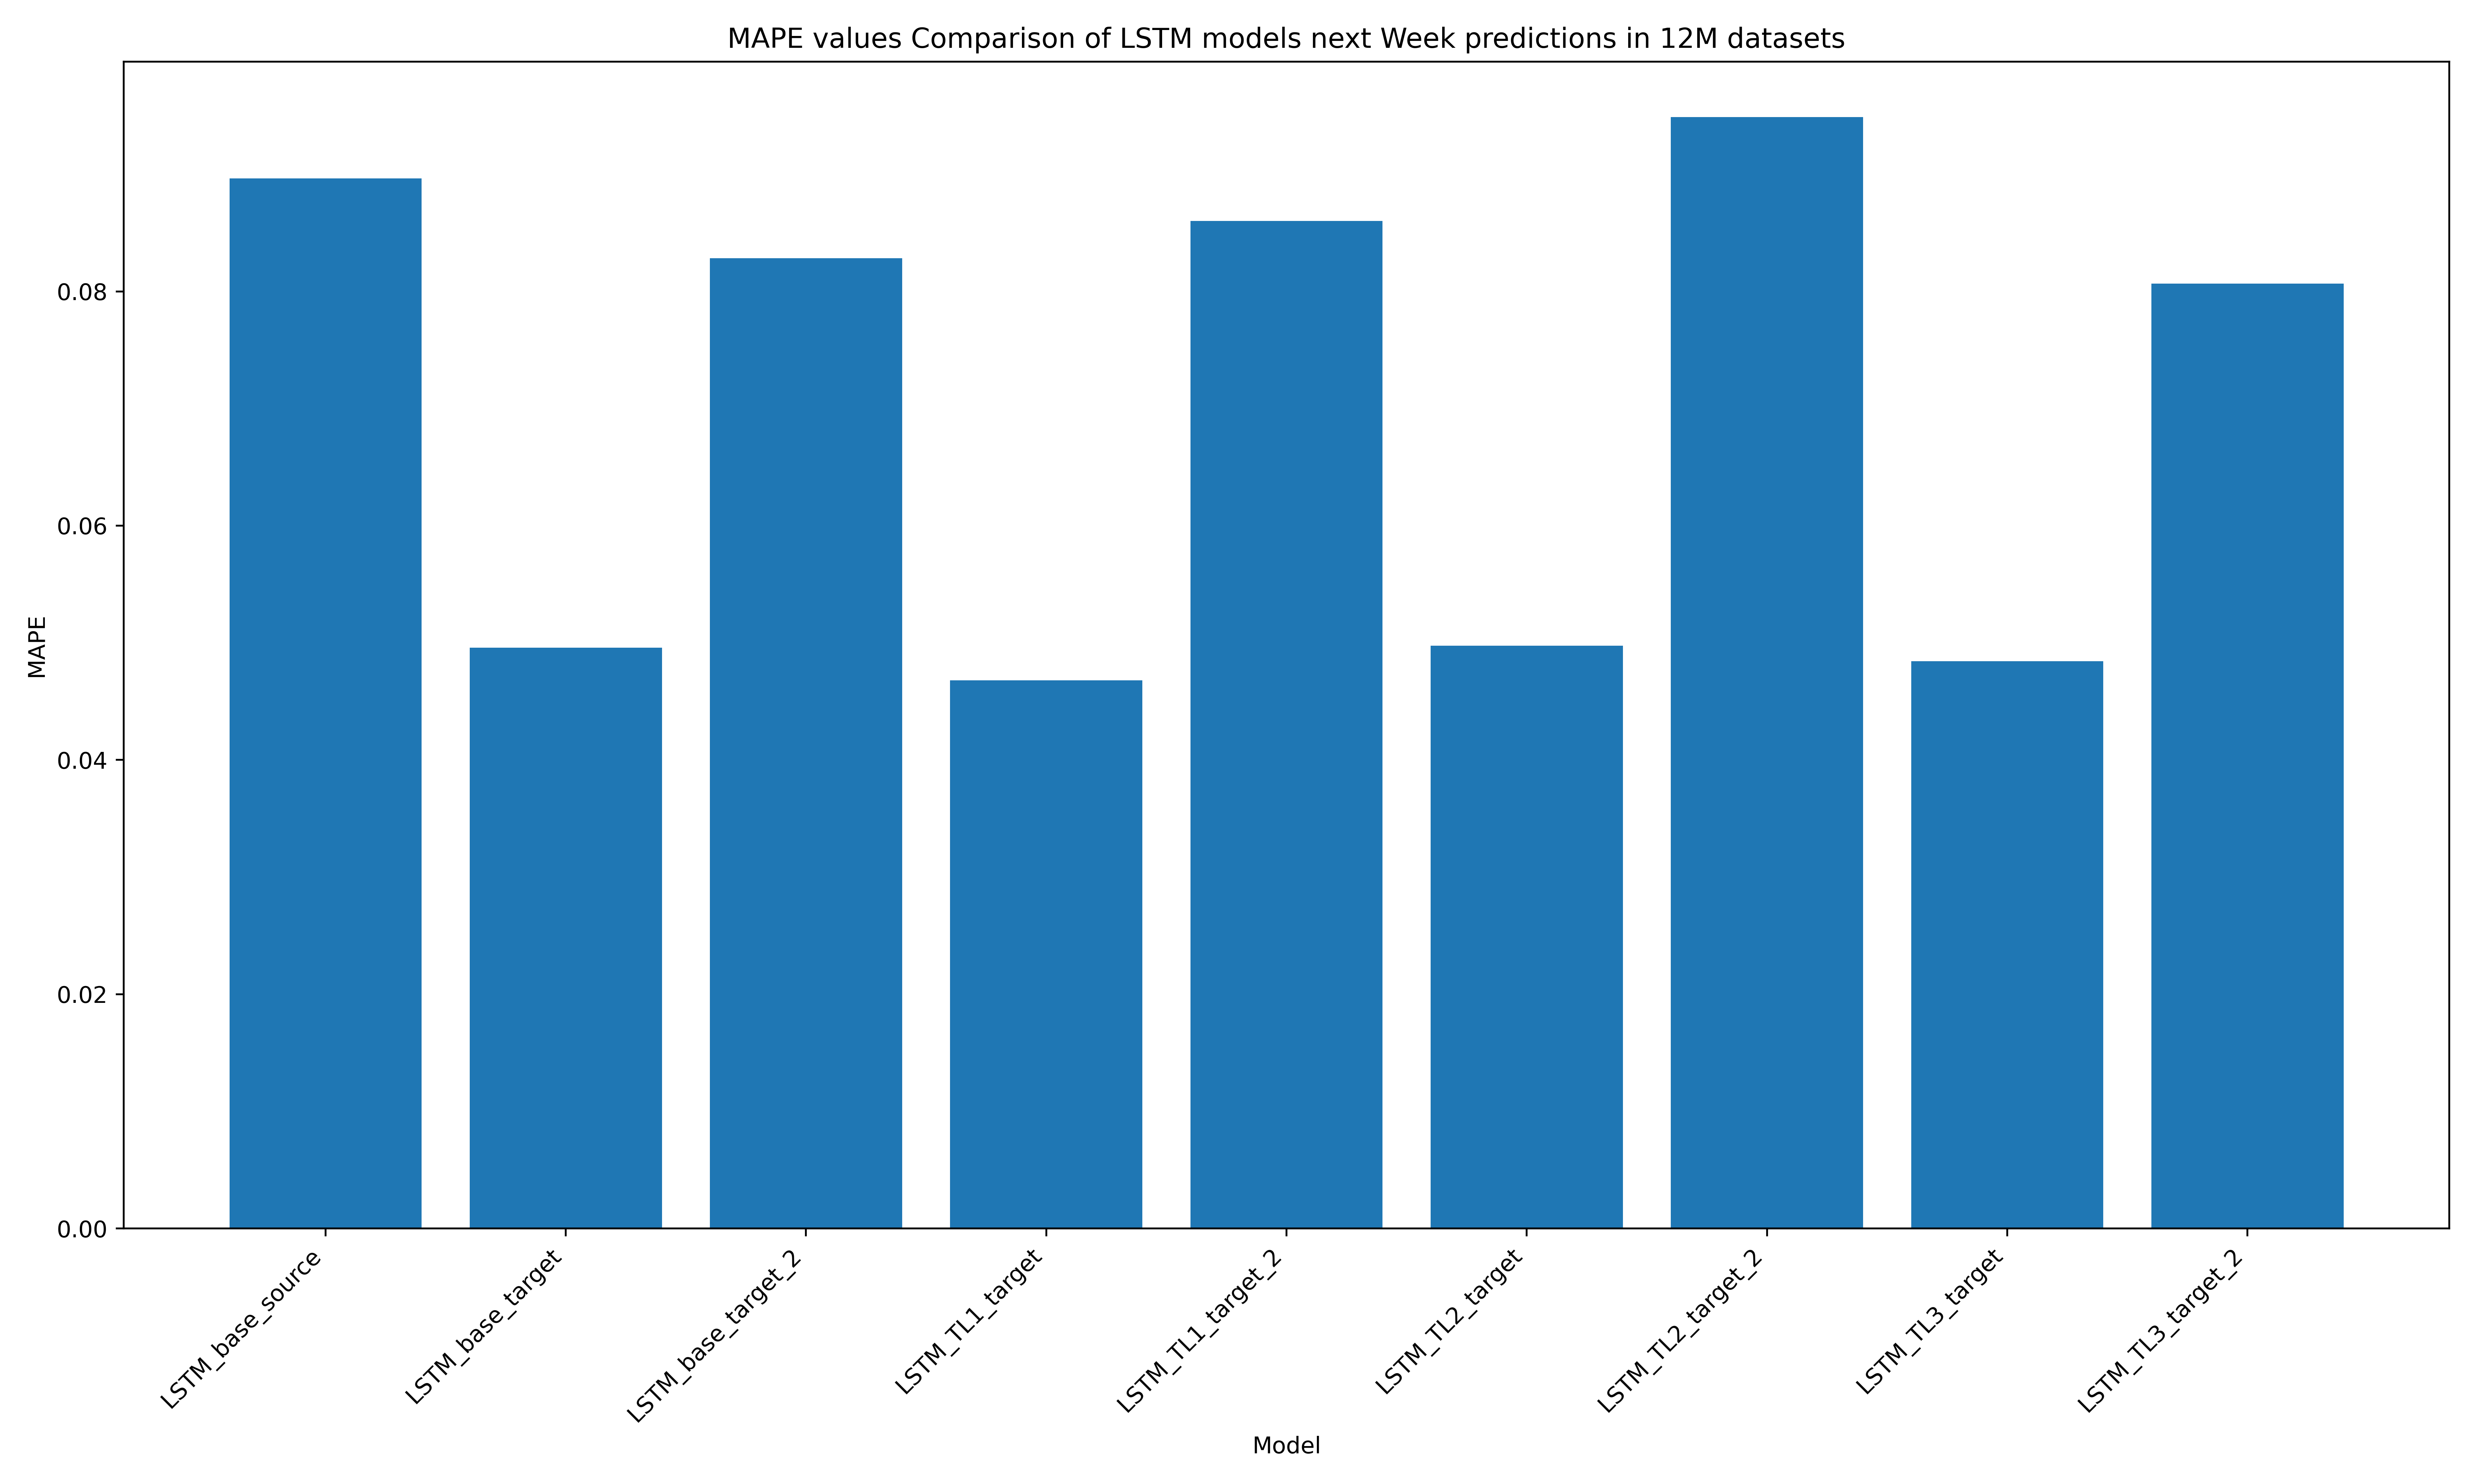 MAPE values Comparison of LSTM models next Week predictions in 12M datasets
MAPE
0.08
0.06
0.04
0.02
0.00
LSTM_base_source
LSTM_base_target
LSTM_base_target_2
LSTM_TL1_target
LSTM_TL1_target_2
LSTM_TL2_target
LSTM_TL2_target_2
LSTM_TL3_target
LSTM_TL3_target_2
Model